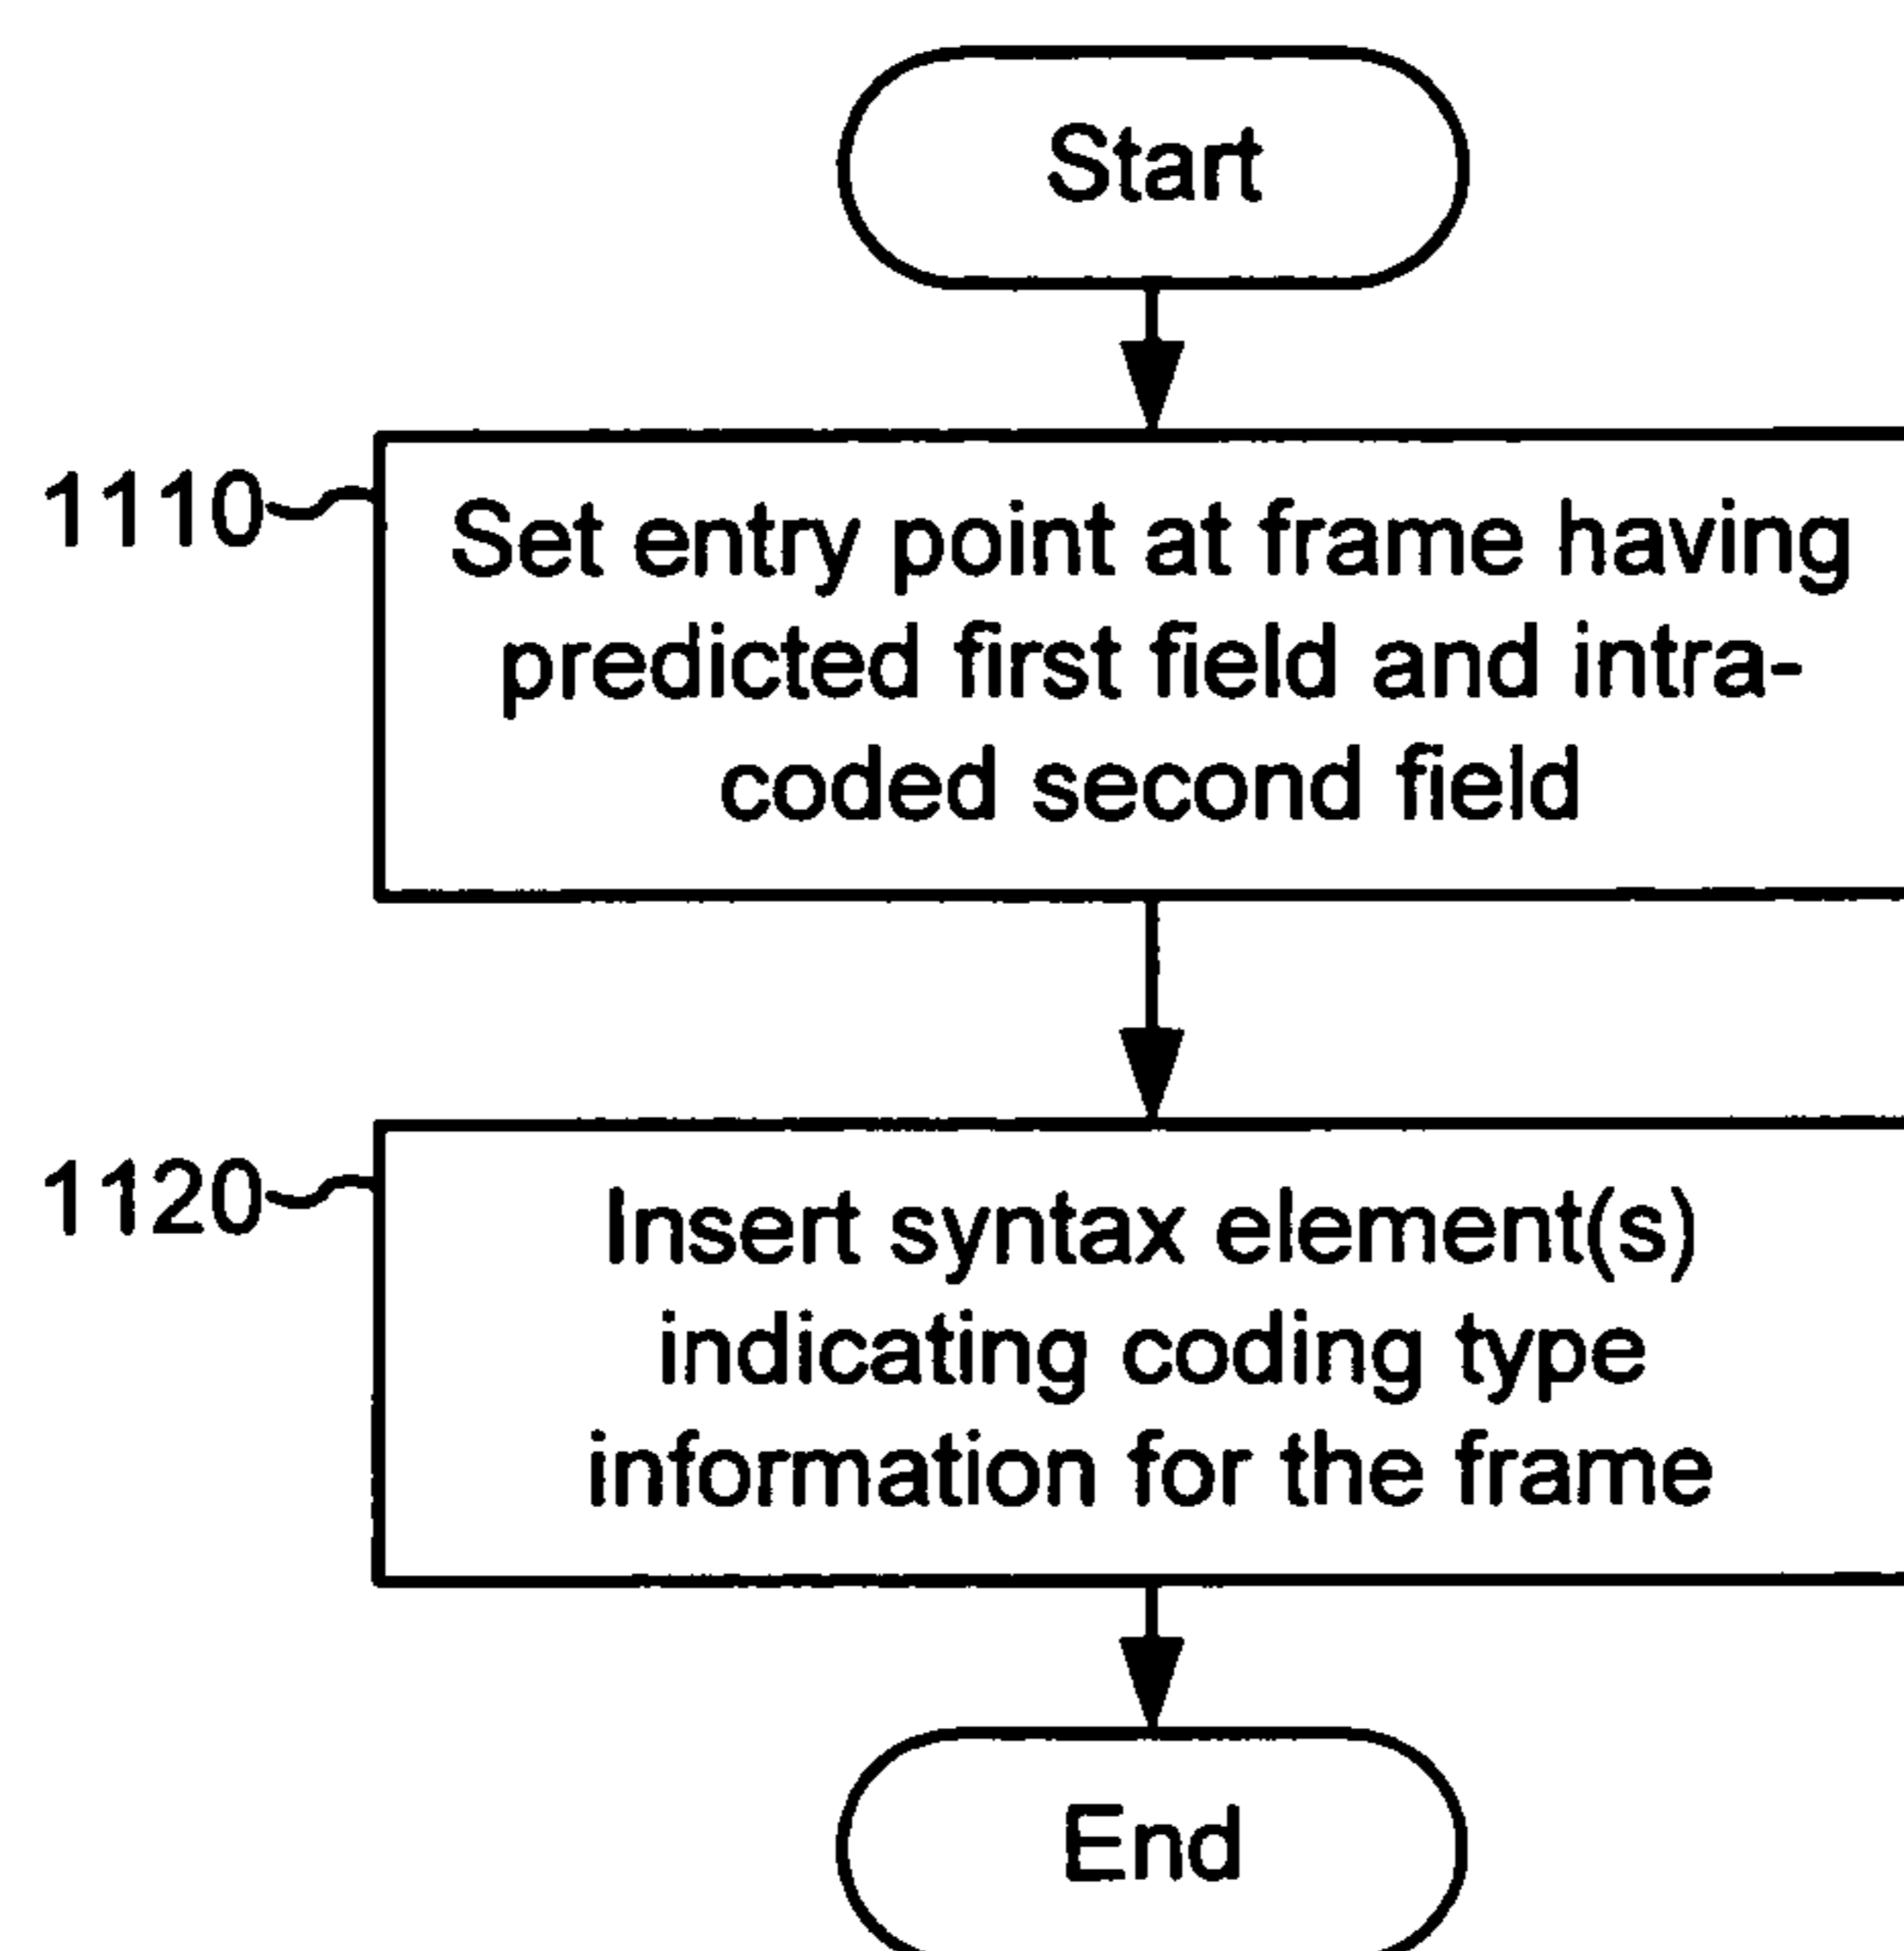 Start
1110
Set entry point at frame having
predicted first field and intra-
coded second field
1120
Insert syntax element(s)
indicating coding type
information for the frame
End